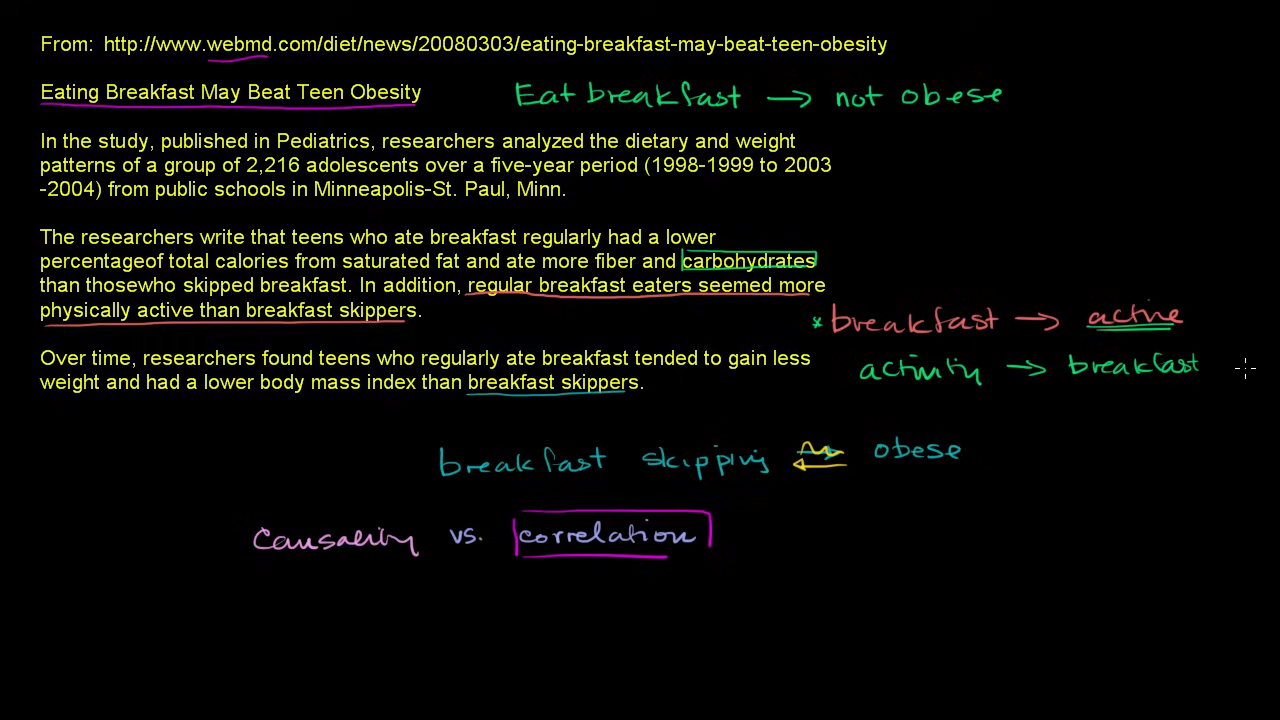 From: http://www.webmd.com/diet/news/20080303/eating-breakfast-may-beat-teen-obesity
Eating Breakfast May Beat Teen Obesity
Eat breakfast → not obese
In the study, published in Pediatrics, researchers analyzed the dietary and weight
patterns of a group of 2,216 adolescents over a five-year period (1998-1999 to 2003
-2004) from public schools in Minneapolis-St. Paul, Minn.
The researchers write that teens who ate breakfast regularly had a lower
percentageof total calories from saturated fat and ate more fiber and carbohydrates
than thosewho skipped breakfast. In addition, regular breakfast eaters seemed more
physically active than breakfast skippers.
* breakfast → active
activity → breakfast
Over time, researchers found teens who regularly ate breakfast tended to gain less
weight and had a lower body mass index than breakfast skippers.
breakfast skipping ⇄ obese
Causality vs. correlation